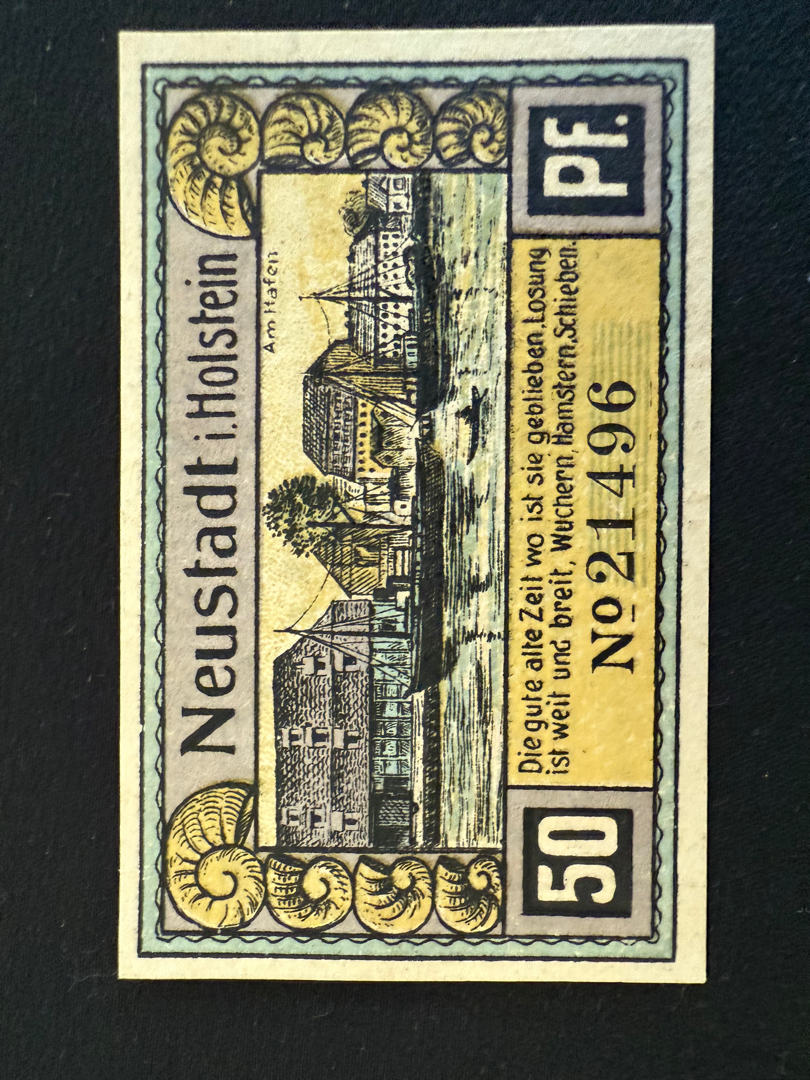 Neustadt i. Holstein
Am Hafen
Die gute alte Zeit wo ist sie geblieben, Losung
ist weit und breit, Wuchern, Hamstern, Schieben.
50
No 21496
Pf.